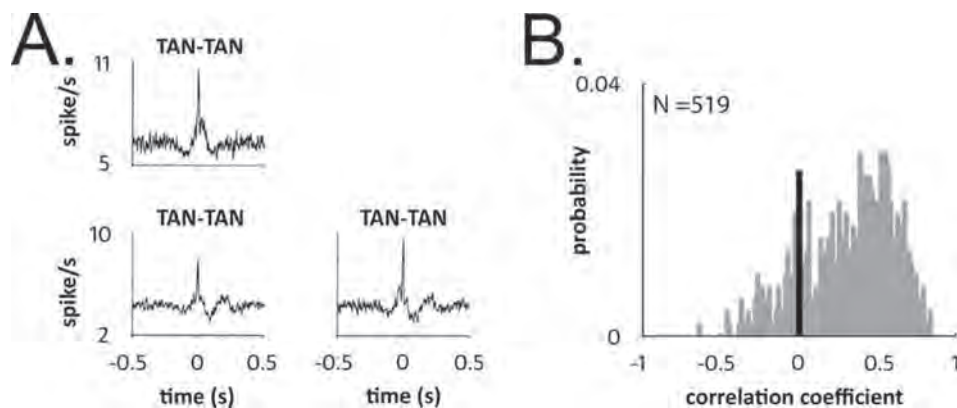 A.
TAN-TAN
11
spike/s
5
TAN-TAN
10
spike/s
2
-0.5 0 0.5
time (s)
TAN-TAN
-0.5 0 0.5
time (s)
B.
0.04
N =519
probability
0
-1 -0.5 0 0.5 1
correlation coefficient